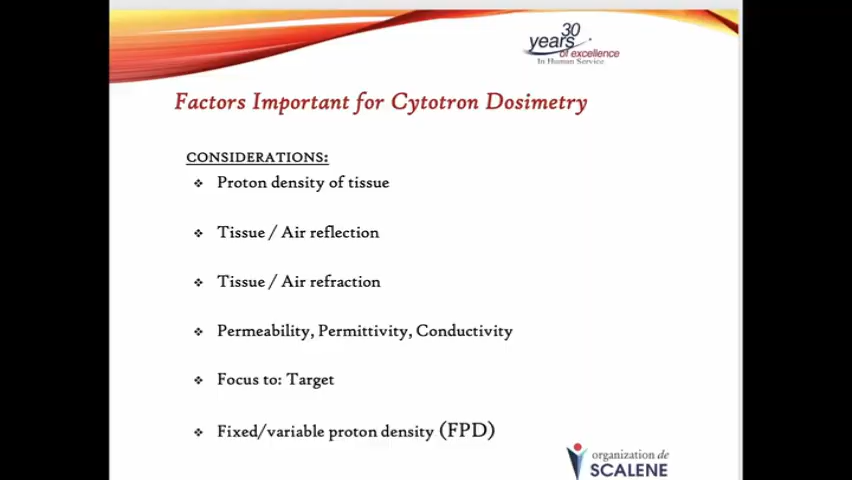 30
years
of excellence
In Human Service
Factors Important for Cytotron Dosimetry
CONSIDERATIONS:
❖ Proton density of tissue
❖ Tissue / Air reflection
❖ Tissue / Air refraction
❖ Permeability, Permittivity, Conductivity
❖ Focus to: Target
❖ Fixed/variable proton density (FPD)
organization de
SCALENE